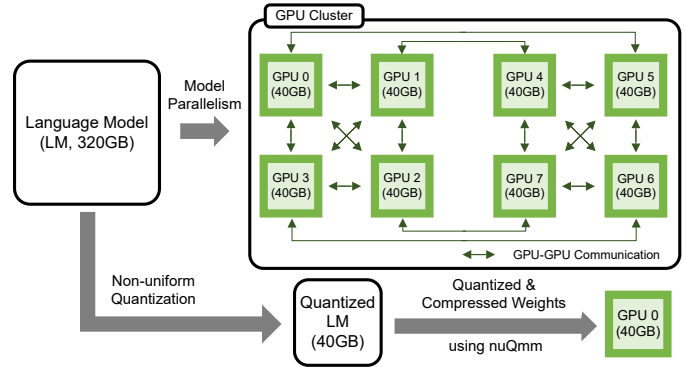 GPU Cluster
Language Model
(LM, 320GB)
Model
Parallelism
GPU 0
(40GB)
GPU 1
(40GB)
GPU 4
(40GB)
GPU 5
(40GB)
GPU 3
(40GB)
GPU 2
(40GB)
GPU 7
(40GB)
GPU 6
(40GB)
GPU-GPU Communication
Non-uniform
Quantization
Quantized
LM
(40GB)
Quantized &
Compressed Weights
using nuQmm
GPU 0
(40GB)